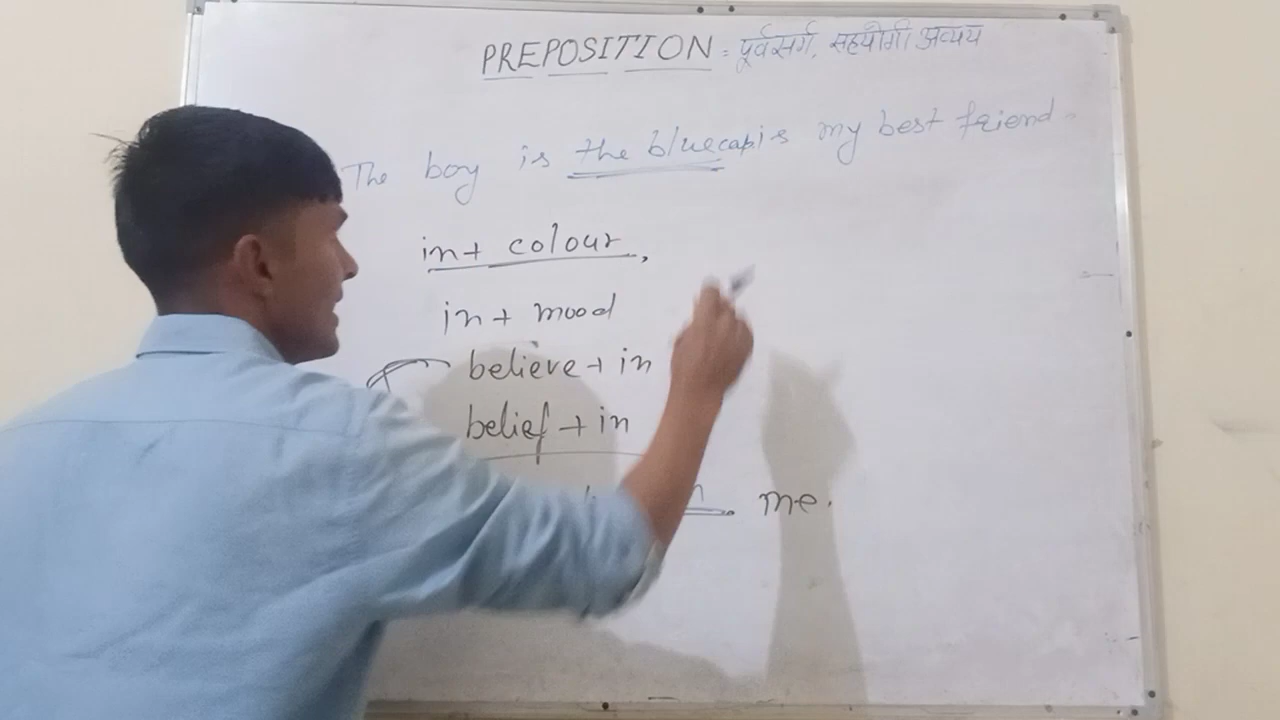 PREPOSITION = पूर्वसर्ग, सहयोगी अव्यय
The boy is the bluecap is my best friend.
in+ colour,
in + mood
believe + in
belief + in
me.